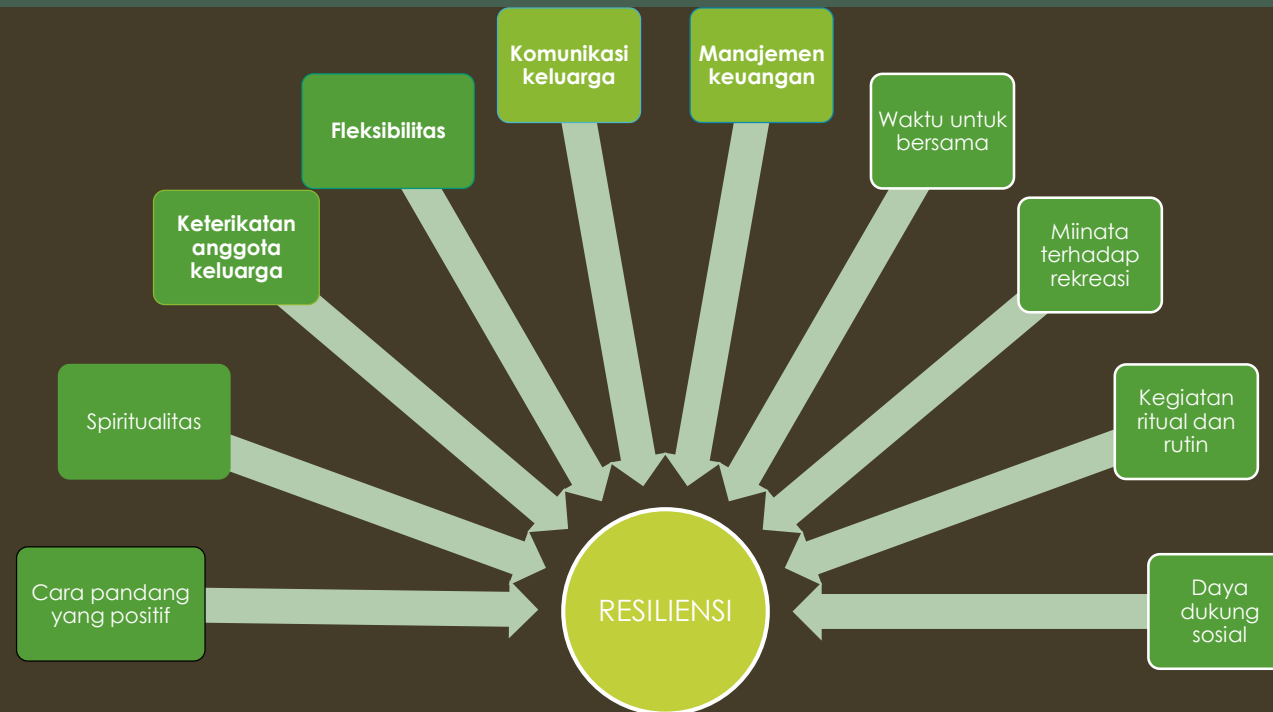 Komunikasi
keluarga
Manajemen
keuangan
Fleksibilitas
Waktu untuk
bersama
Keterikatan
anggota
keluarga
Miinata
terhadap
rekreasi
Spiritualitas
Kegiatan
ritual dan
rutin
Cara pandang
yang positif
RESILIENSI
Daya
dukung
sosial